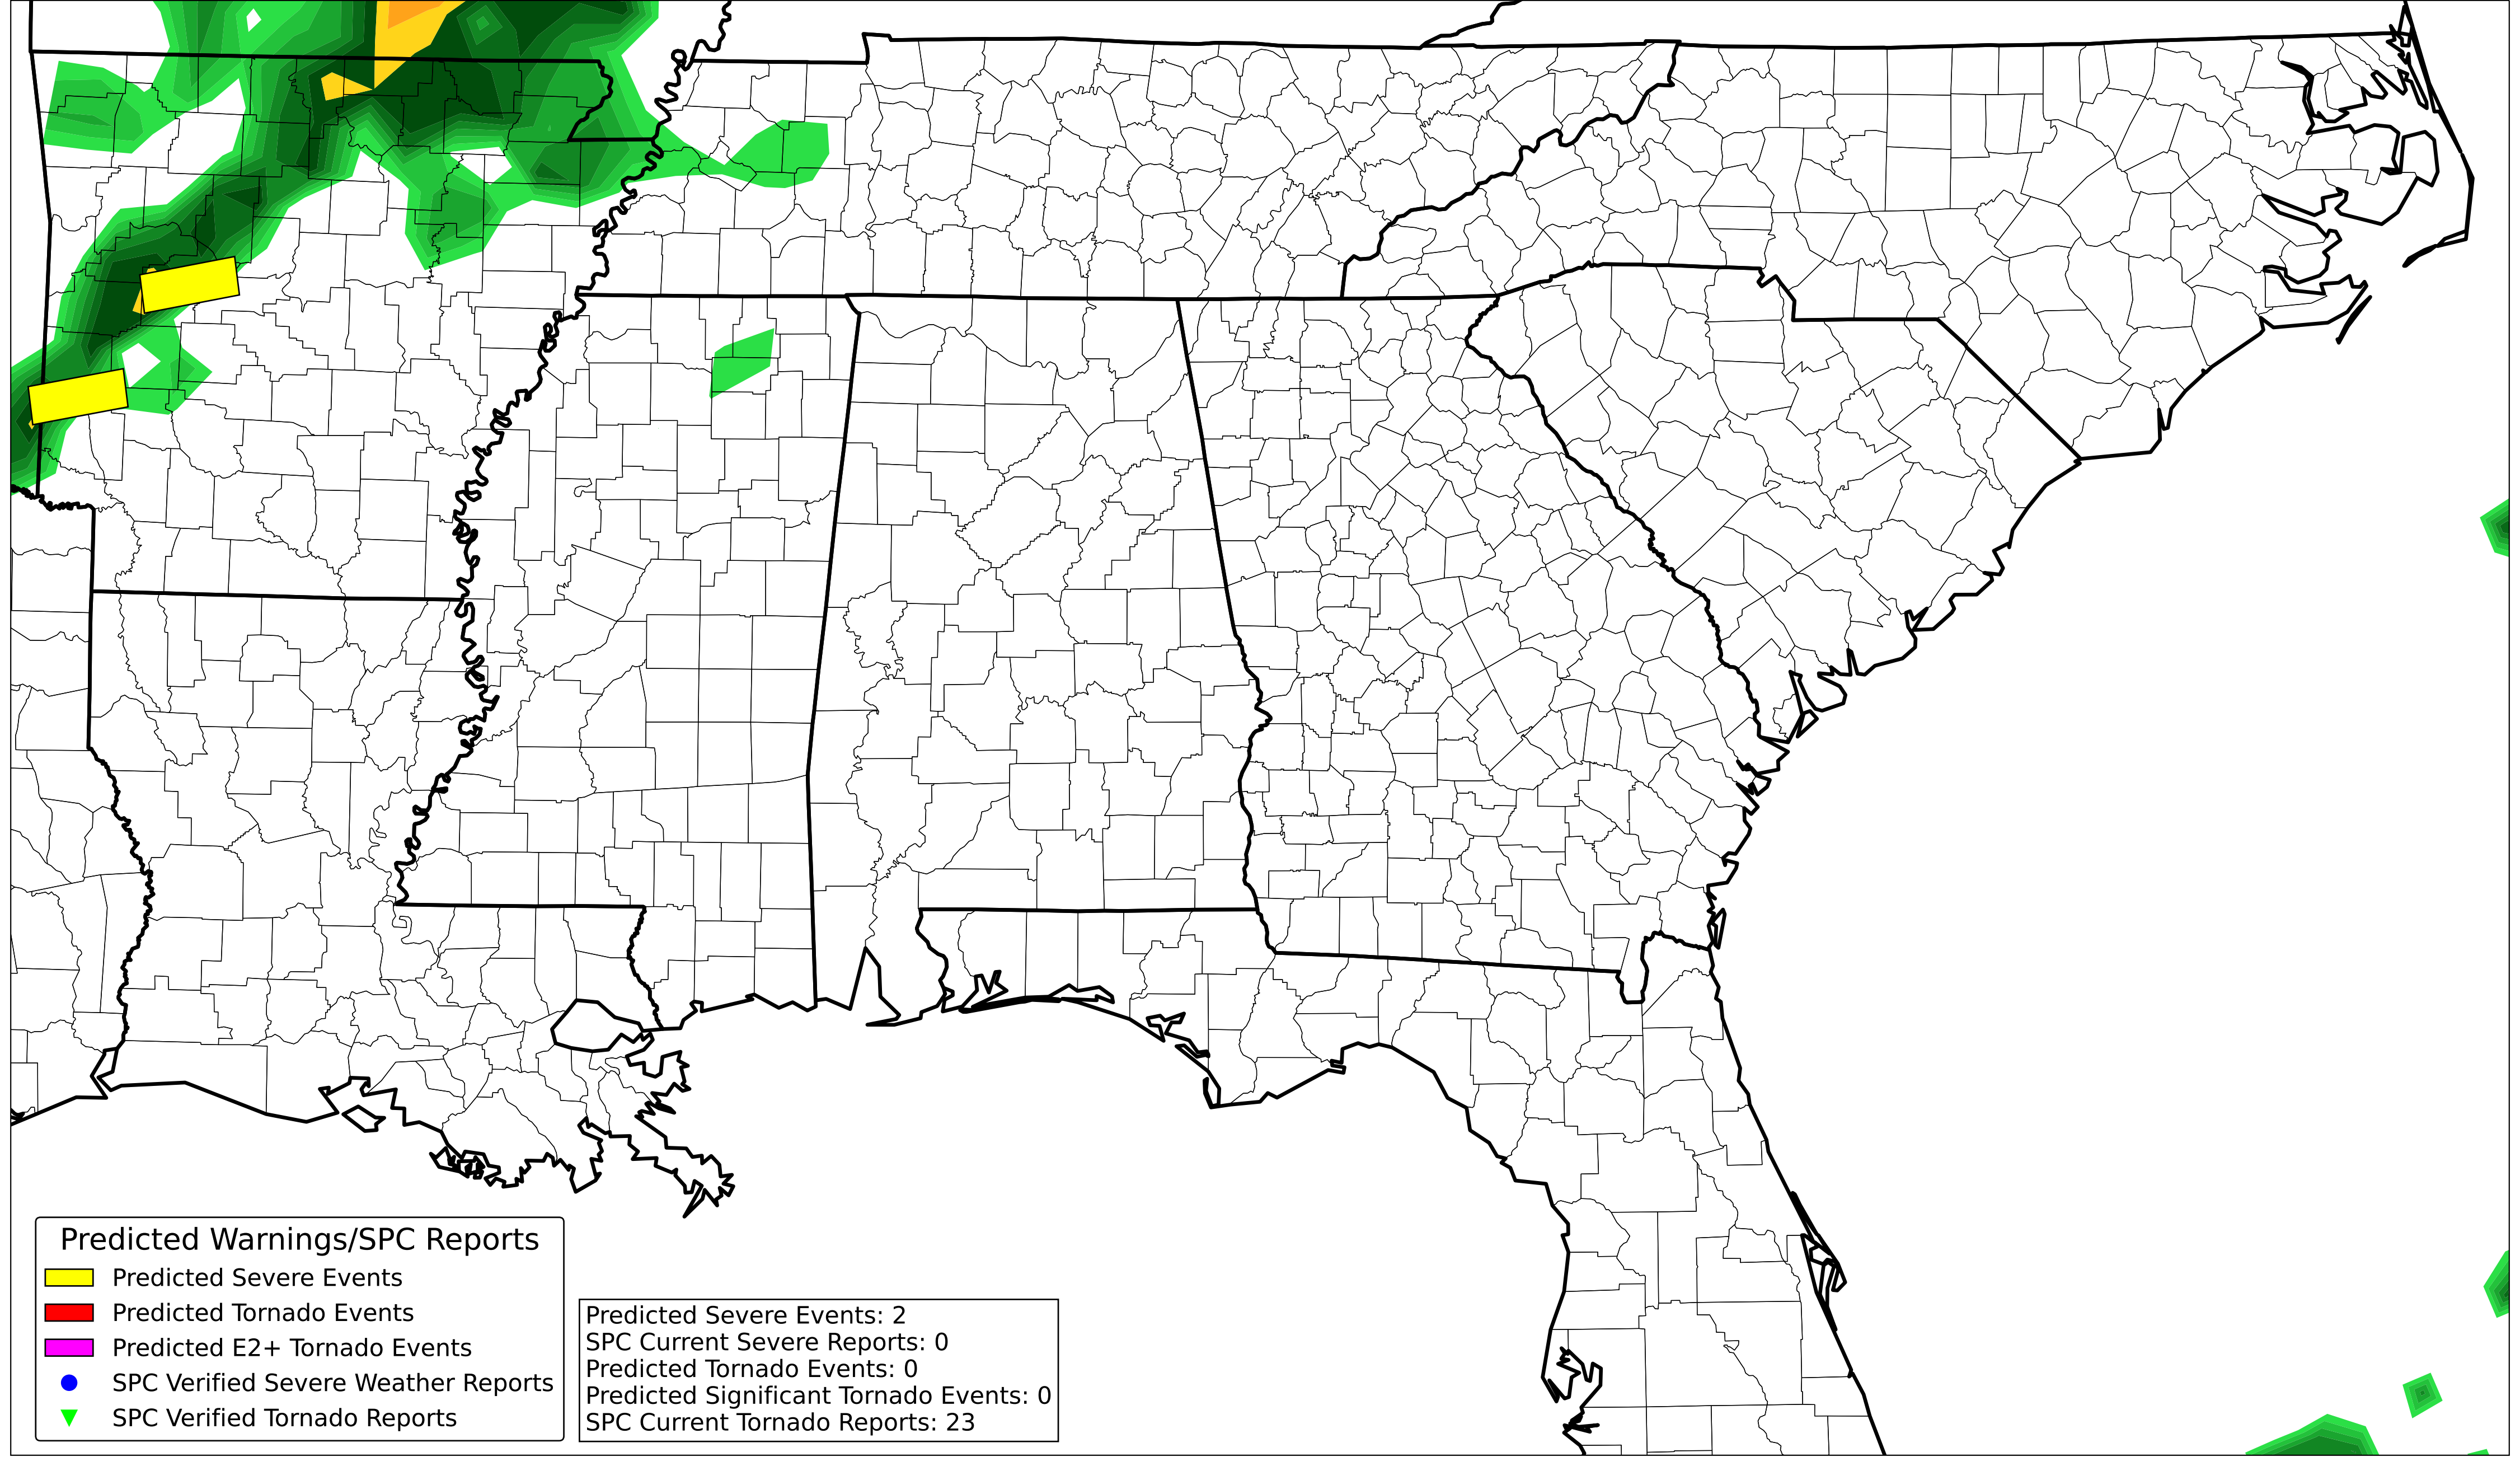 Predicted Warnings/SPC Reports
Predicted Severe Events
Predicted Tornado Events
Predicted E2+ Tornado Events
SPC Verified Severe Weather Reports
SPC Verified Tornado Reports
Predicted Severe Events: 2
SPC Current Severe Reports: 0
Predicted Tornado Events: 0
Predicted Significant Tornado Events: 0
SPC Current Tornado Reports: 23